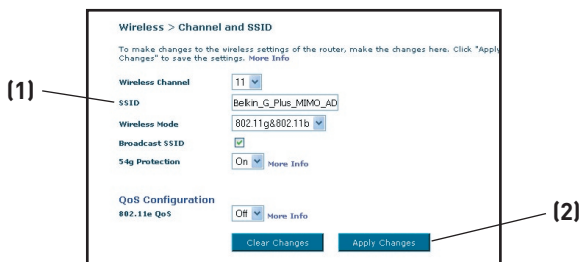 Wireless > Channel and SSID
To make changes to the wireless settings of the router, make the changes here. Click "Apply
Changes" to save the settings. More Info
Wireless Channel 11
(1)
SSID Belkin_G_Plus_MIMO_AD
Wireless Mode 802.11g&802.11b
Broadcast SSID
54g Protection On More Info
QoS Configuration
802.11e QoS Off More Info
(2)
Clear Changes Apply Changes